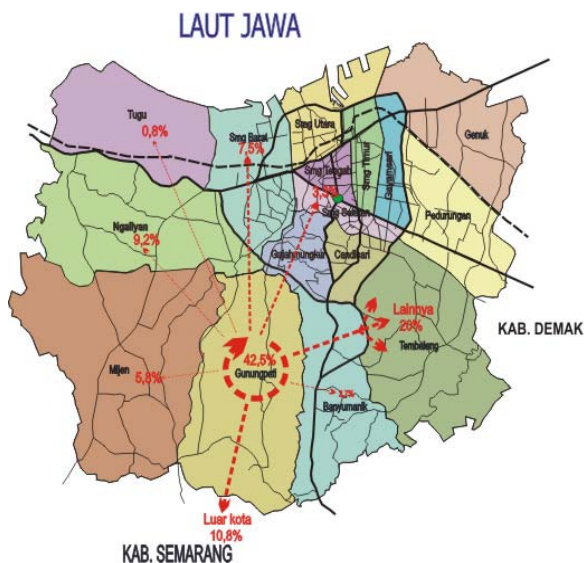 LAUT JAWA
Tugu
0,8%
Smg Barat
7,5%
Smg Utara
Genuk
Smg Tengah
Smg Timur
Gayamsari
Smg Selatan
Pedurungan
Ngaliyan
9,2%
Gajahmungkur
Candisari
Lainnya
26%
KAB. DEMAK
Tembalang
42,5%
Gunungpati
Mijen
5,8%
Banyumanik
Luar kota
10,8%
KAB. SEMARANG